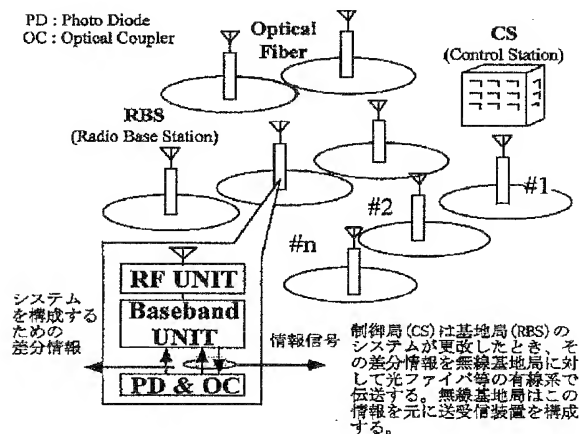 PD : Photo Diode
OC : Optical Coupler
Optical
Fiber
CS
(Control Station)
RBS
(Radio Base Station)
#1
#2
#n
RF UNIT
Baseband
UNIT
PD & OC
システム
を構成する
ための
差分情報
情報信号
制御局(CS)は基地局(RBS)の
システムが更改したとき、そ
の差分情報を無線基地局に対
して光ファイバ等の有線系で
伝送する。無線基地局はこの
情報を元に送受信装置を構成
する。